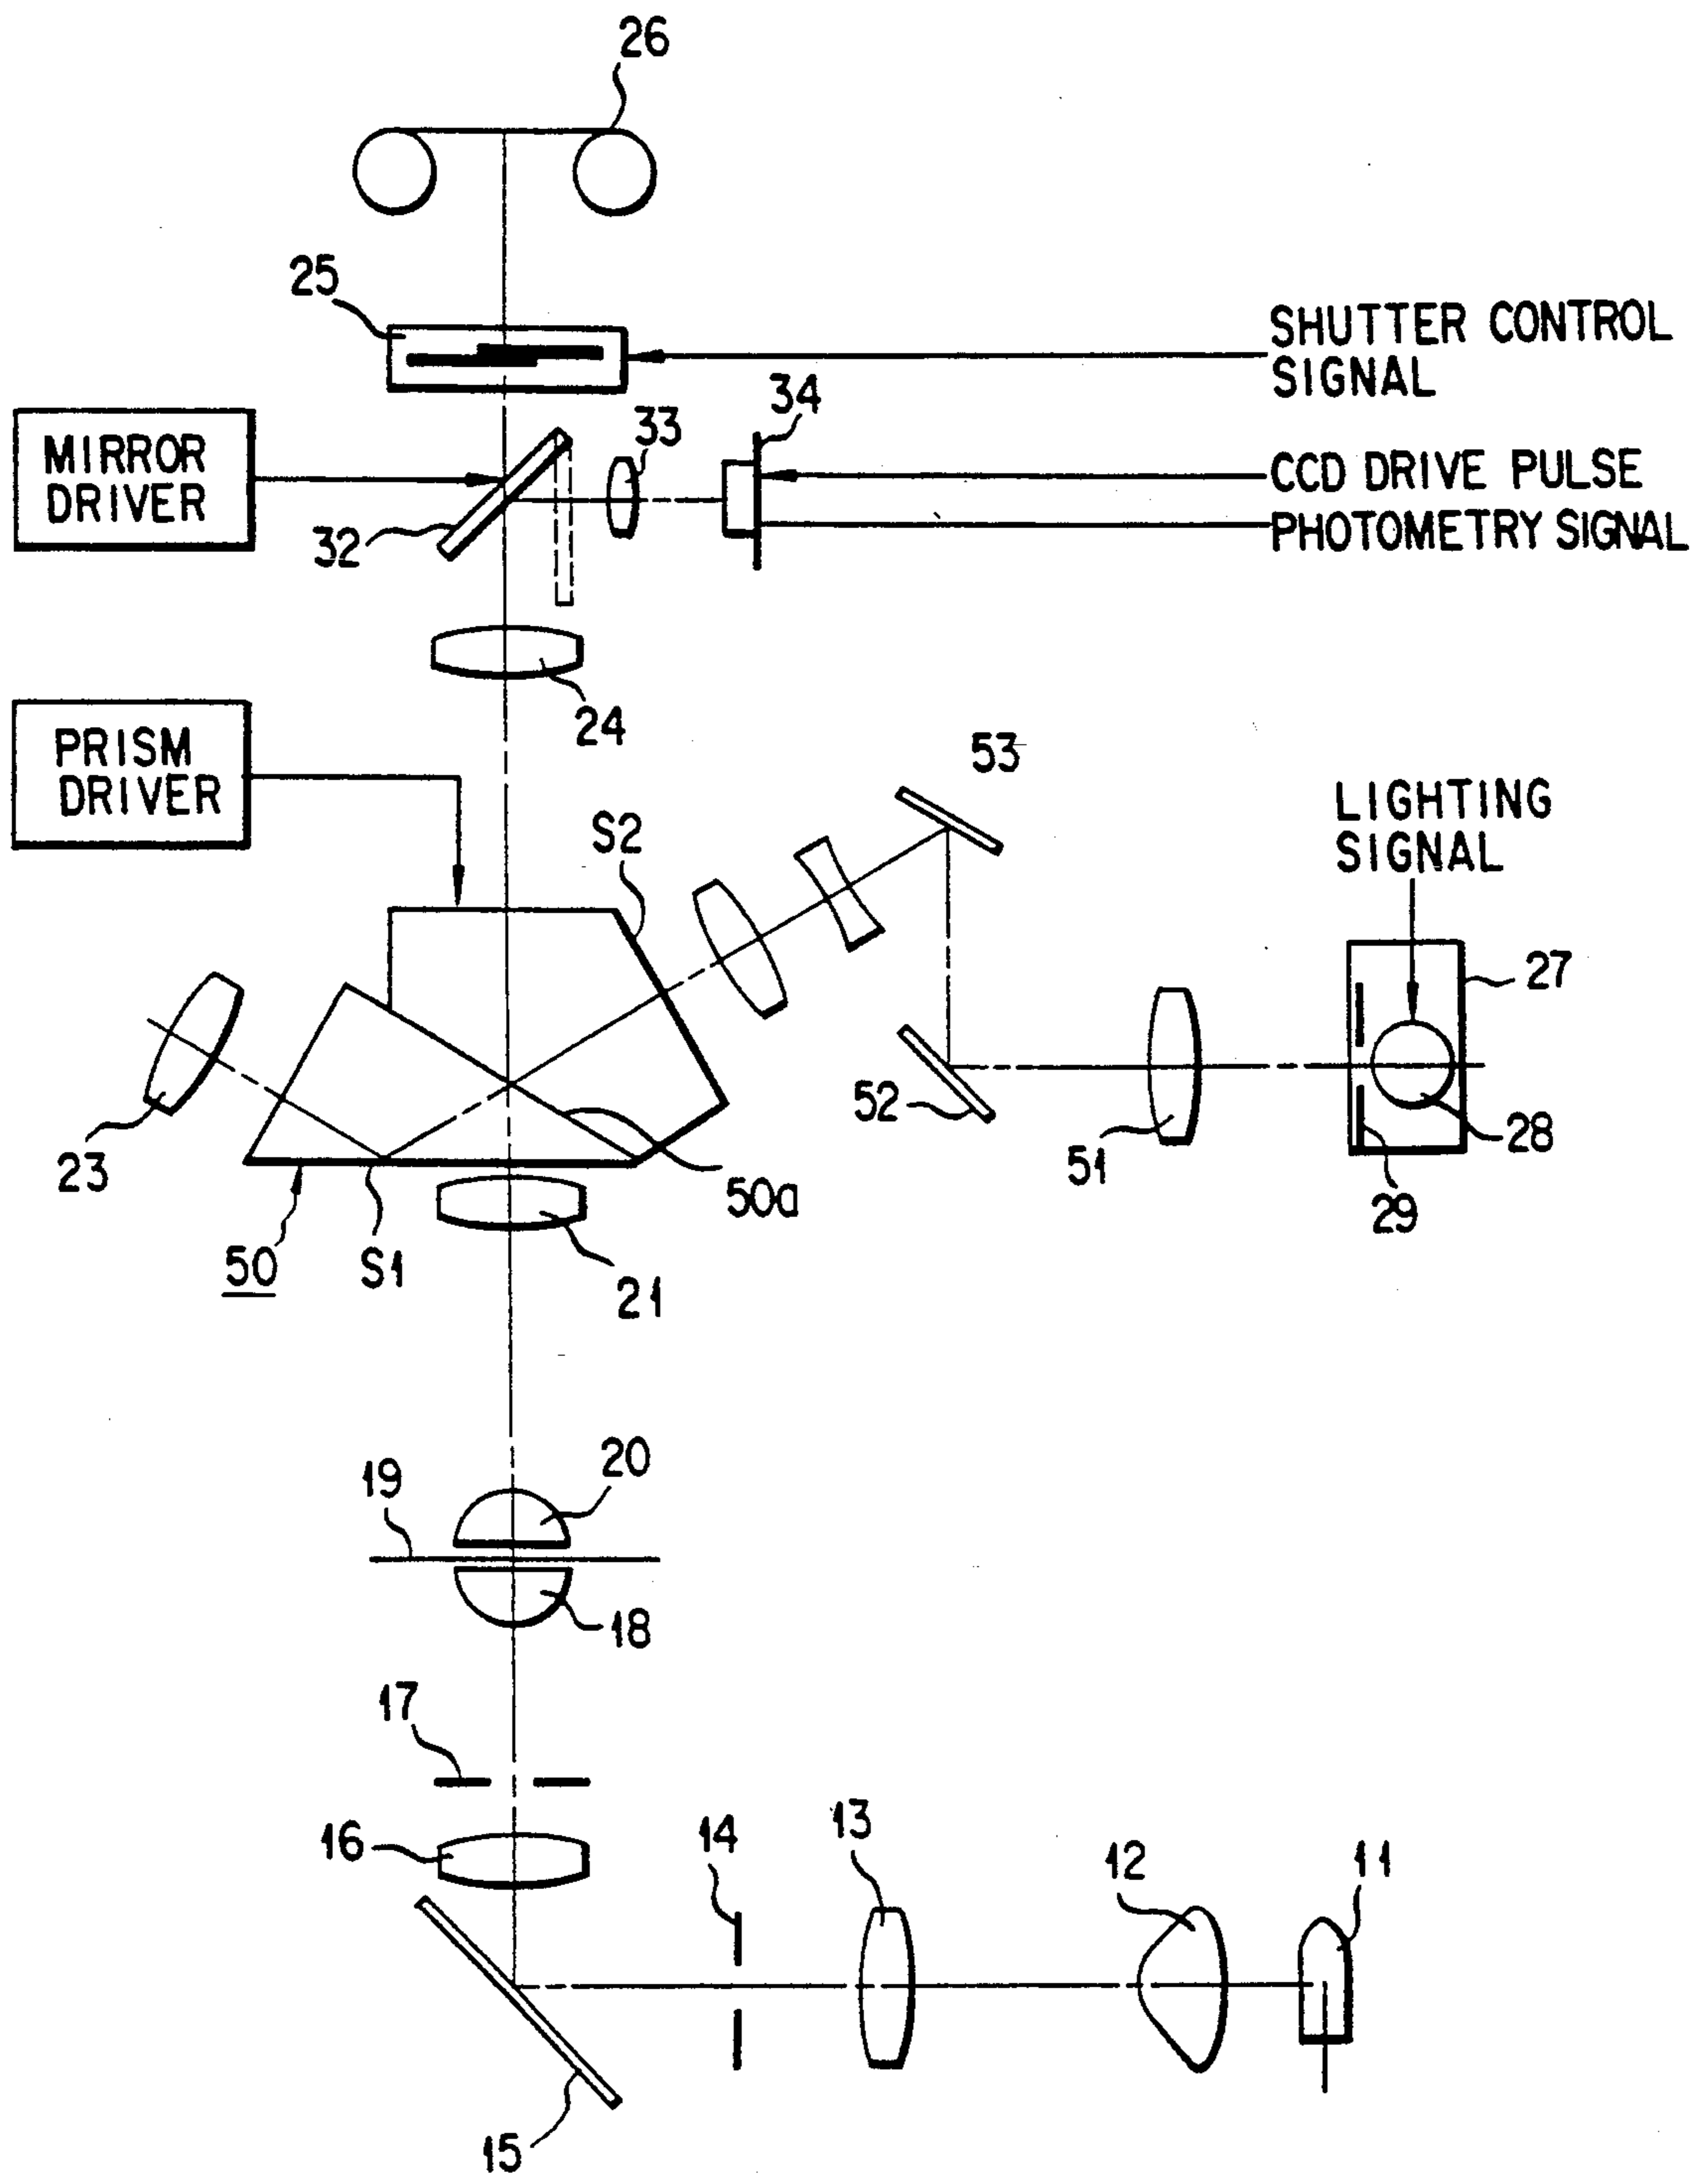 26
25
SHUTTER CONTROL
SIGNAL
34
33
MIRROR
DRIVER
CCD DRIVE PULSE
32
PHOTOMETRY SIGNAL
24
53
PRISM
DRIVER
LIGHTING
SIGNAL
S2
27
52
28
23
51
50a
29
50
S1
21
20
19
18
17
16
14
13
12
11
15